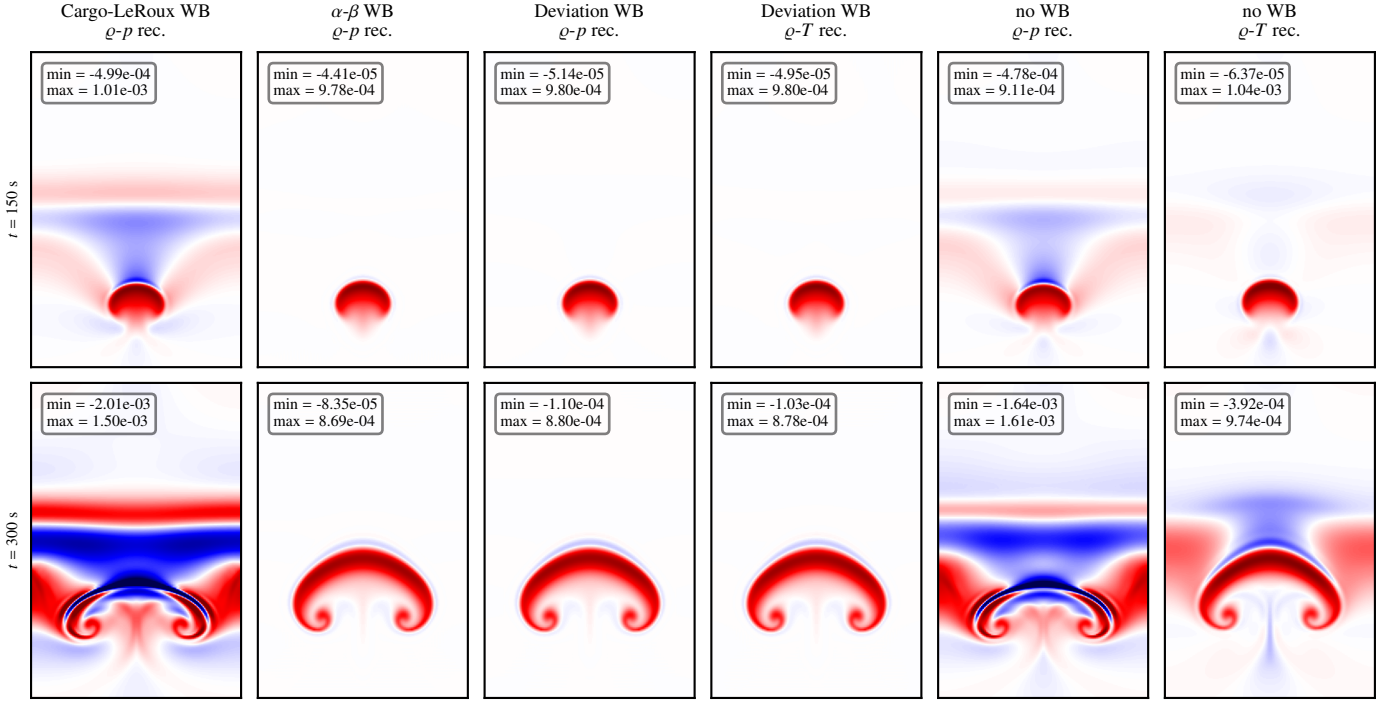 Cargo-LeRoux WB
ϱ-p rec.
α-β WB
ϱ-p rec.
Deviation WB
ϱ-p rec.
Deviation WB
ϱ-T rec.
no WB
ϱ-p rec.
no WB
ϱ-T rec.
t = 150 s
min = -4.99e-04
max = 1.01e-03
min = -4.41e-05
max = 9.78e-04
min = -5.14e-05
max = 9.80e-04
min = -4.95e-05
max = 9.80e-04
min = -4.78e-04
max = 9.11e-04
min = -6.37e-05
max = 1.04e-03
t = 300 s
min = -2.01e-03
max = 1.50e-03
min = -8.35e-05
max = 8.69e-04
min = -1.10e-04
max = 8.80e-04
min = -1.03e-04
max = 8.78e-04
min = -1.64e-03
max = 1.61e-03
min = -3.92e-04
max = 9.74e-04